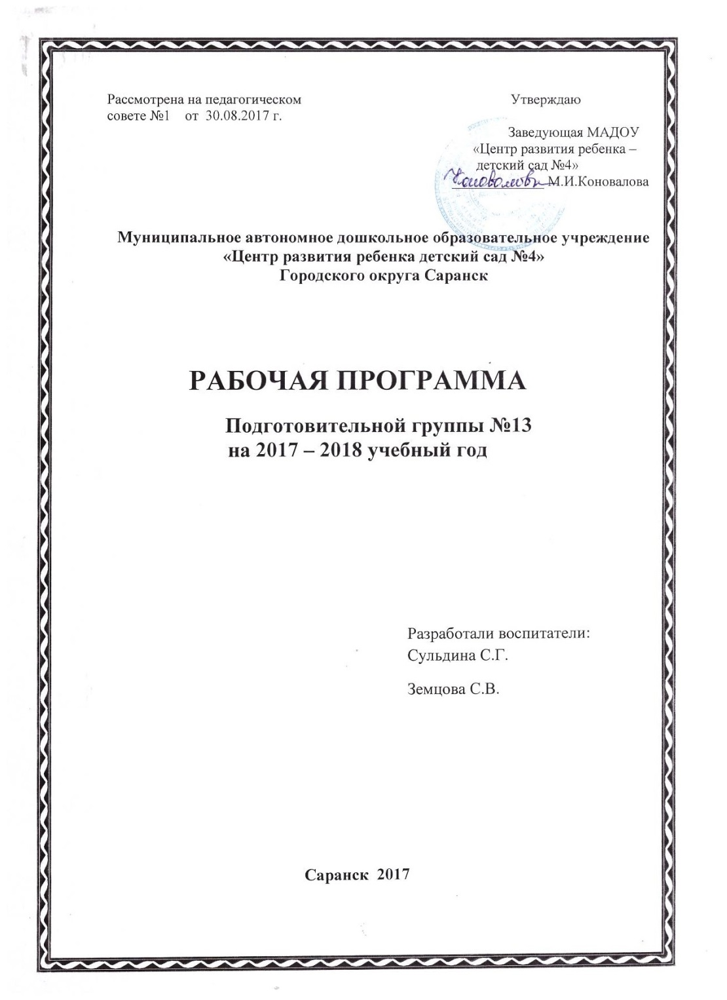 Рассмотрена на педагогическом
совете №1 от 30.08.2017 г.
Утверждаю
Заведующая МАДОУ
«Центр развития ребенка –
детский сад №4»
Коновалова М.И.Коновалова
Муниципальное автономное дошкольное образовательное учреждение
«Центр развития ребенка детский сад №4»
Городского округа Саранск
РАБОЧАЯ ПРОГРАММА
Подготовительной группы №13
на 2017 – 2018 учебный год
Разработали воспитатели:
Сульдина С.Г.
Земцова С.В.
Саранск 2017